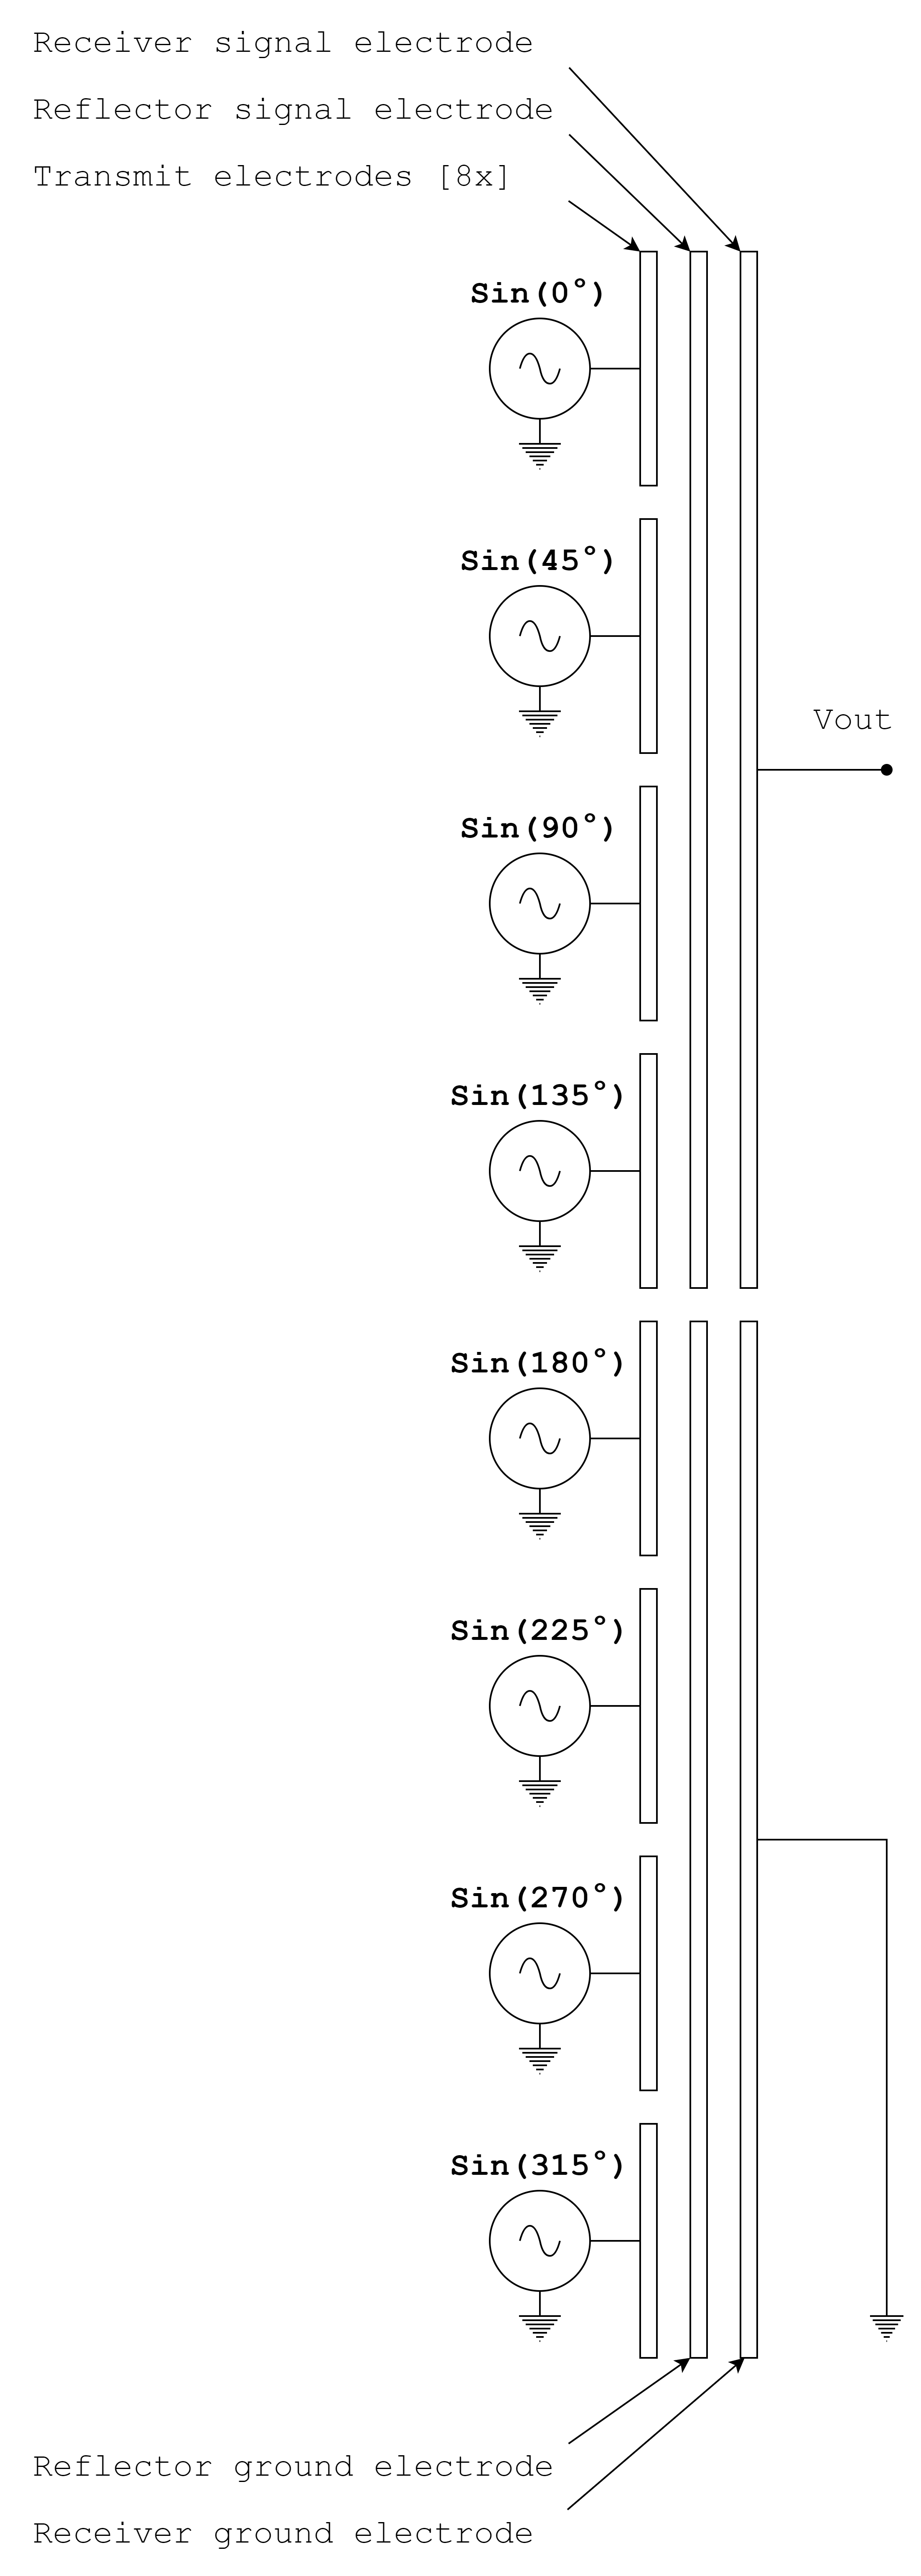 Receiver signal electrode
Reflector signal electrode
Transmit electrodes [8x]
Sin(0°)
Sin(45°)
Vout
Sin(90°)
Sin(135°)
Sin(180°)
Sin(225°)
Sin(270°)
Sin(315°)
Reflector ground electrode
Receiver ground electrode